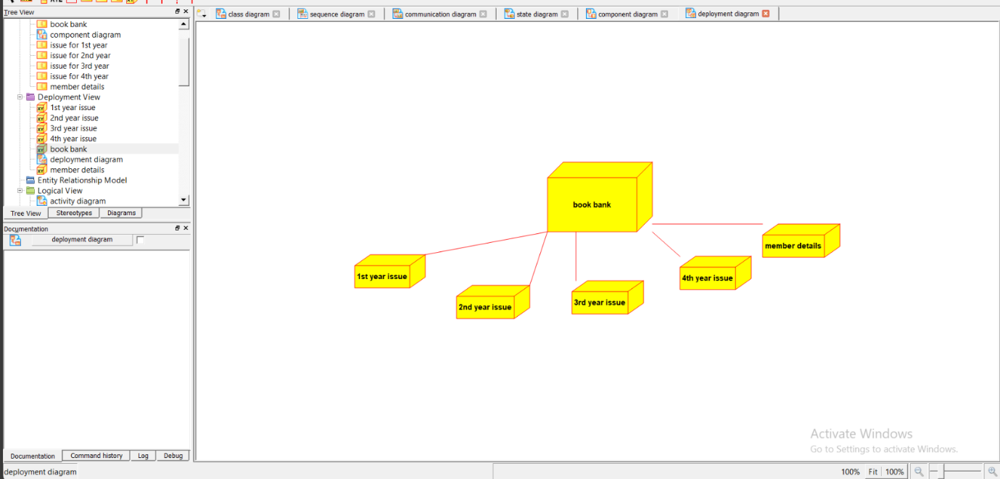 Tree View
book bank
component diagram
issue for 1st year
issue for 2nd year
issue for 3rd year
issue for 4th year
member details
Deployment View
1st year issue
2nd year issue
3rd year issue
4th year issue
book bank
deployment diagram
member details
Entity Relationship Model
Logical View
activity diagram
Tree View Stereotypes Diagrams
Documentation
deployment diagram
Documentation Command history Log Debug
deployment diagram
class diagram sequence diagram communication diagram state diagram component diagram deployment diagram
book bank
member details
1st year issue
4th year issue
2nd year issue
3rd year issue
Activate Windows
Go to Settings to activate Windows.
100% Fit 100%